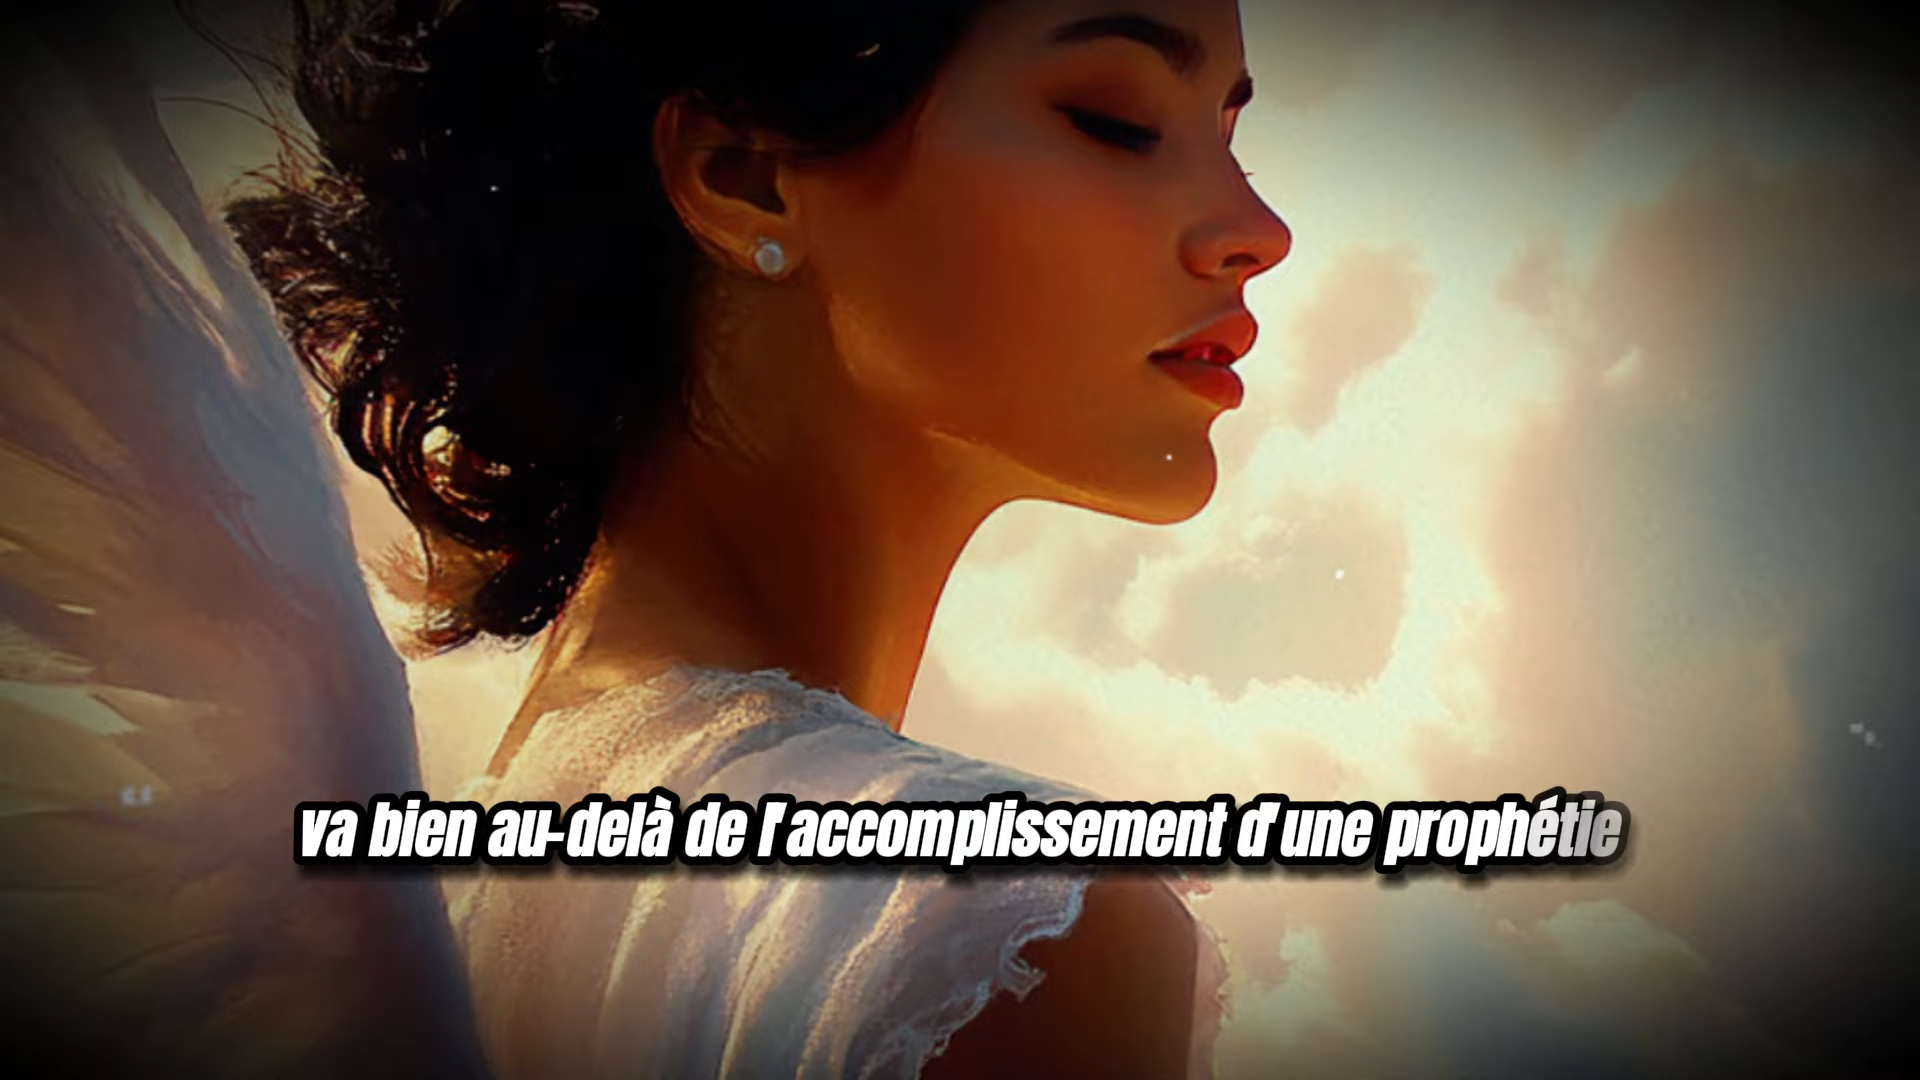 va bien au-delà de l'accomplissement d'une prophétie